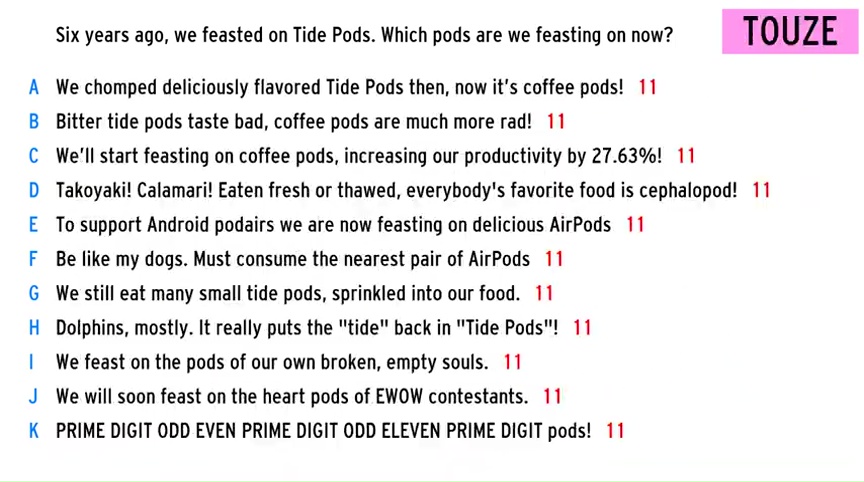 Six years ago, we feasted on Tide Pods. Which pods are we feasting on now?
TOUZE
A We chomped deliciously flavored Tide Pods then, now it's coffee pods! 11
B Bitter tide pods taste bad, coffee pods are much more rad! 11
C We'll start feasting on coffee pods, increasing our productivity by 27.63%! 11
D Takoyaki! Calamari! Eaten fresh or thawed, everybody's favorite food is cephalopod! 11
E To support Android podairs we are now feasting on delicious AirPods 11
F Be like my dogs. Must consume the nearest pair of AirPods 11
G We still eat many small tide pods, sprinkled into our food. 11
H Dolphins, mostly. It really puts the "tide" back in "Tide Pods"! 11
I We feast on the pods of our own broken, empty souls. 11
J We will soon feast on the heart pods of EWOW contestants. 11
K PRIME DIGIT ODD EVEN PRIME DIGIT ODD ELEVEN PRIME DIGIT pods! 11